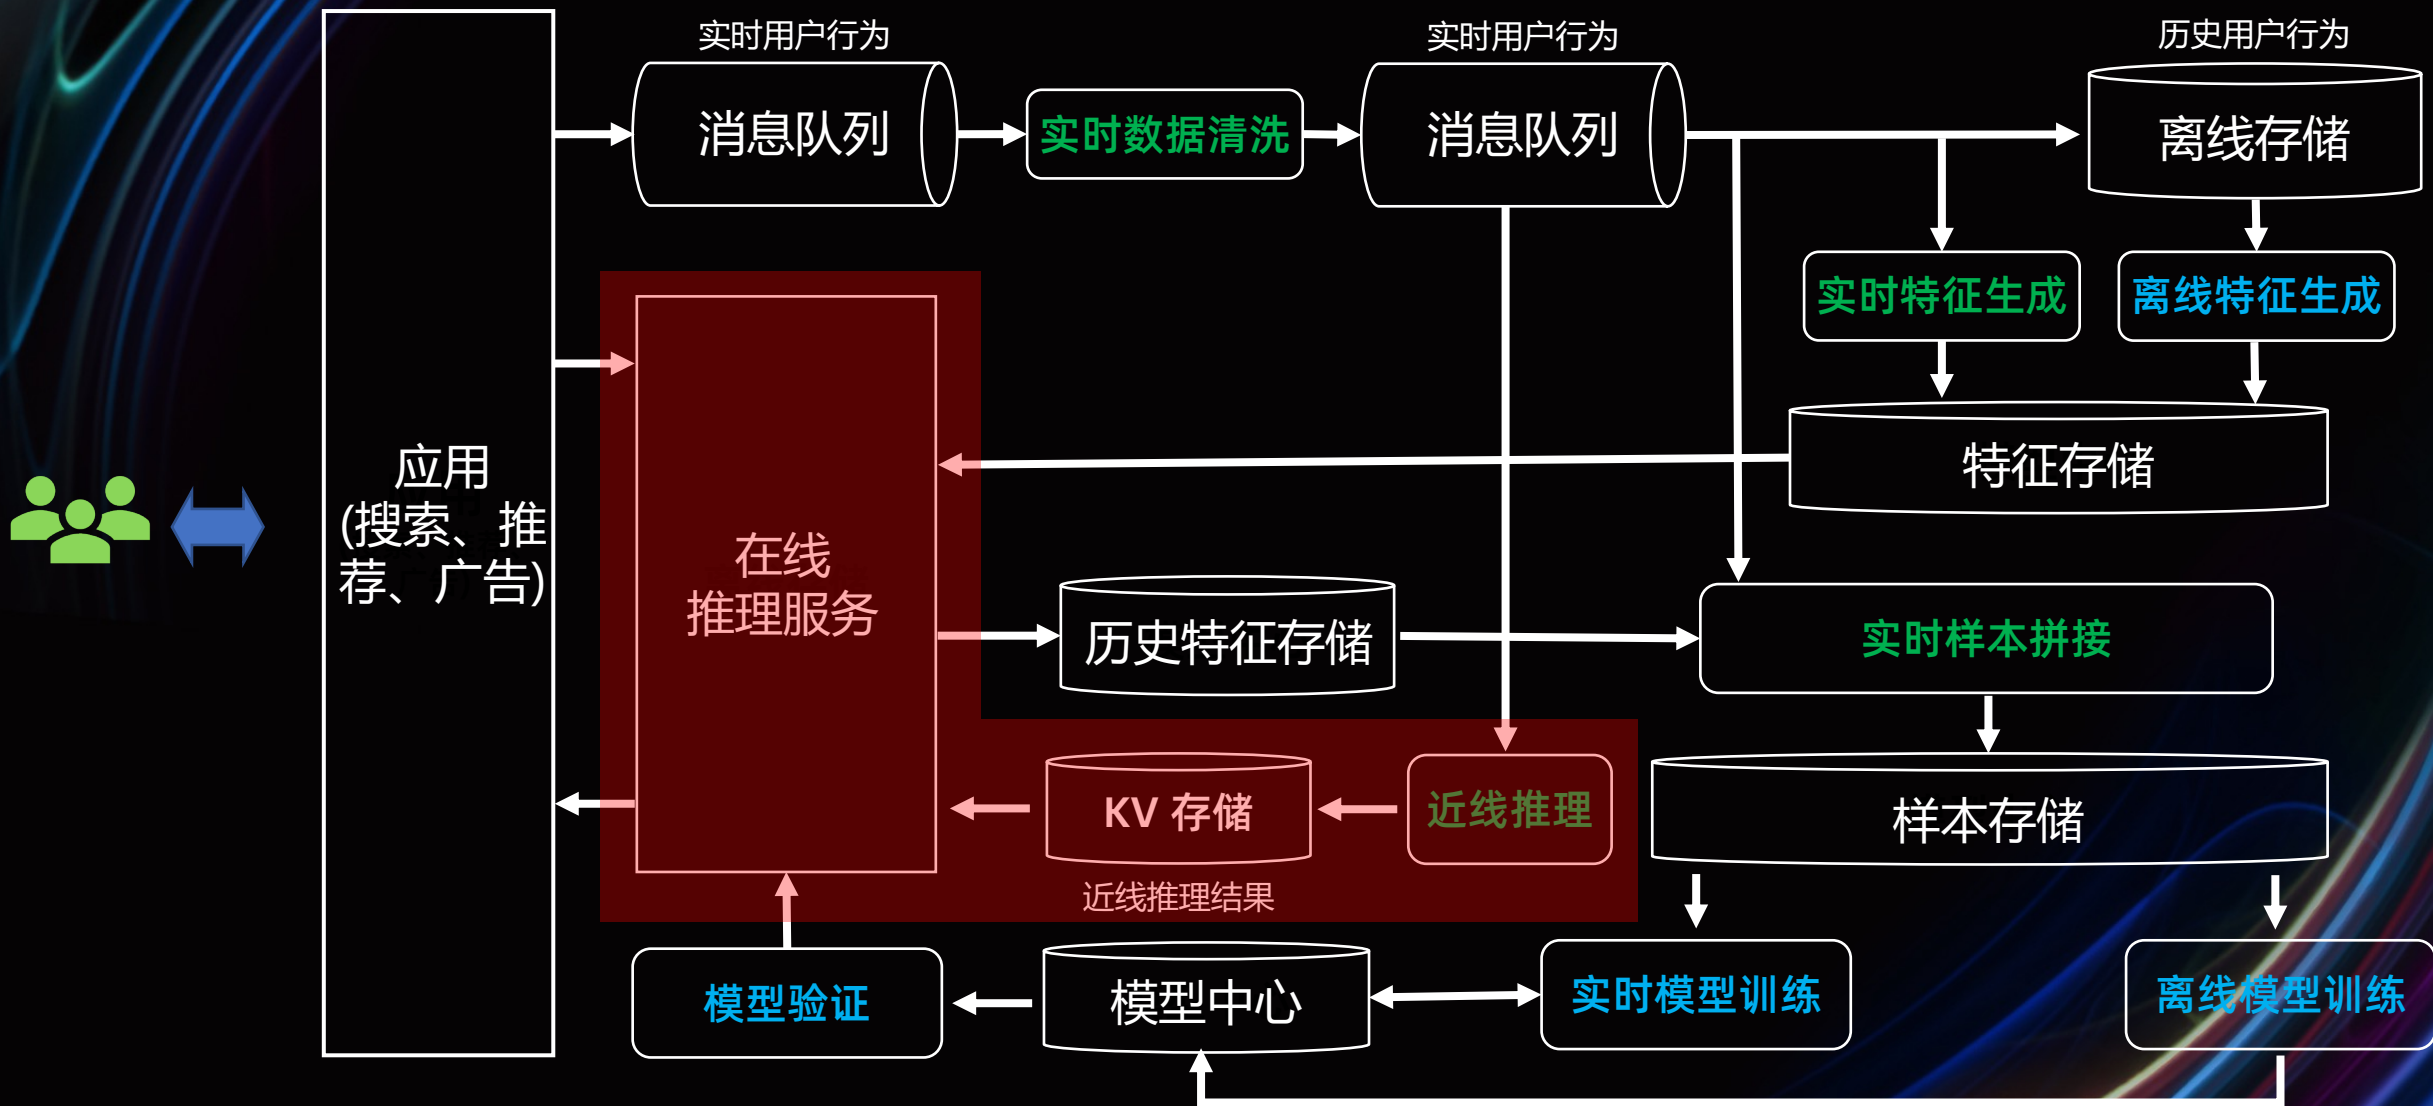 实时用户行为
实时用户行为
历史用户行为
消息队列
实时数据清洗
消息队列
离线存储
实时特征生成
离线特征生成
特征存储
应用
(搜索、推
荐、广告)
在线
推理服务
历史特征存储
实时样本拼接
KV 存储
近线推理
样本存储
近线推理结果
模型验证
模型中心
实时模型训练
离线模型训练